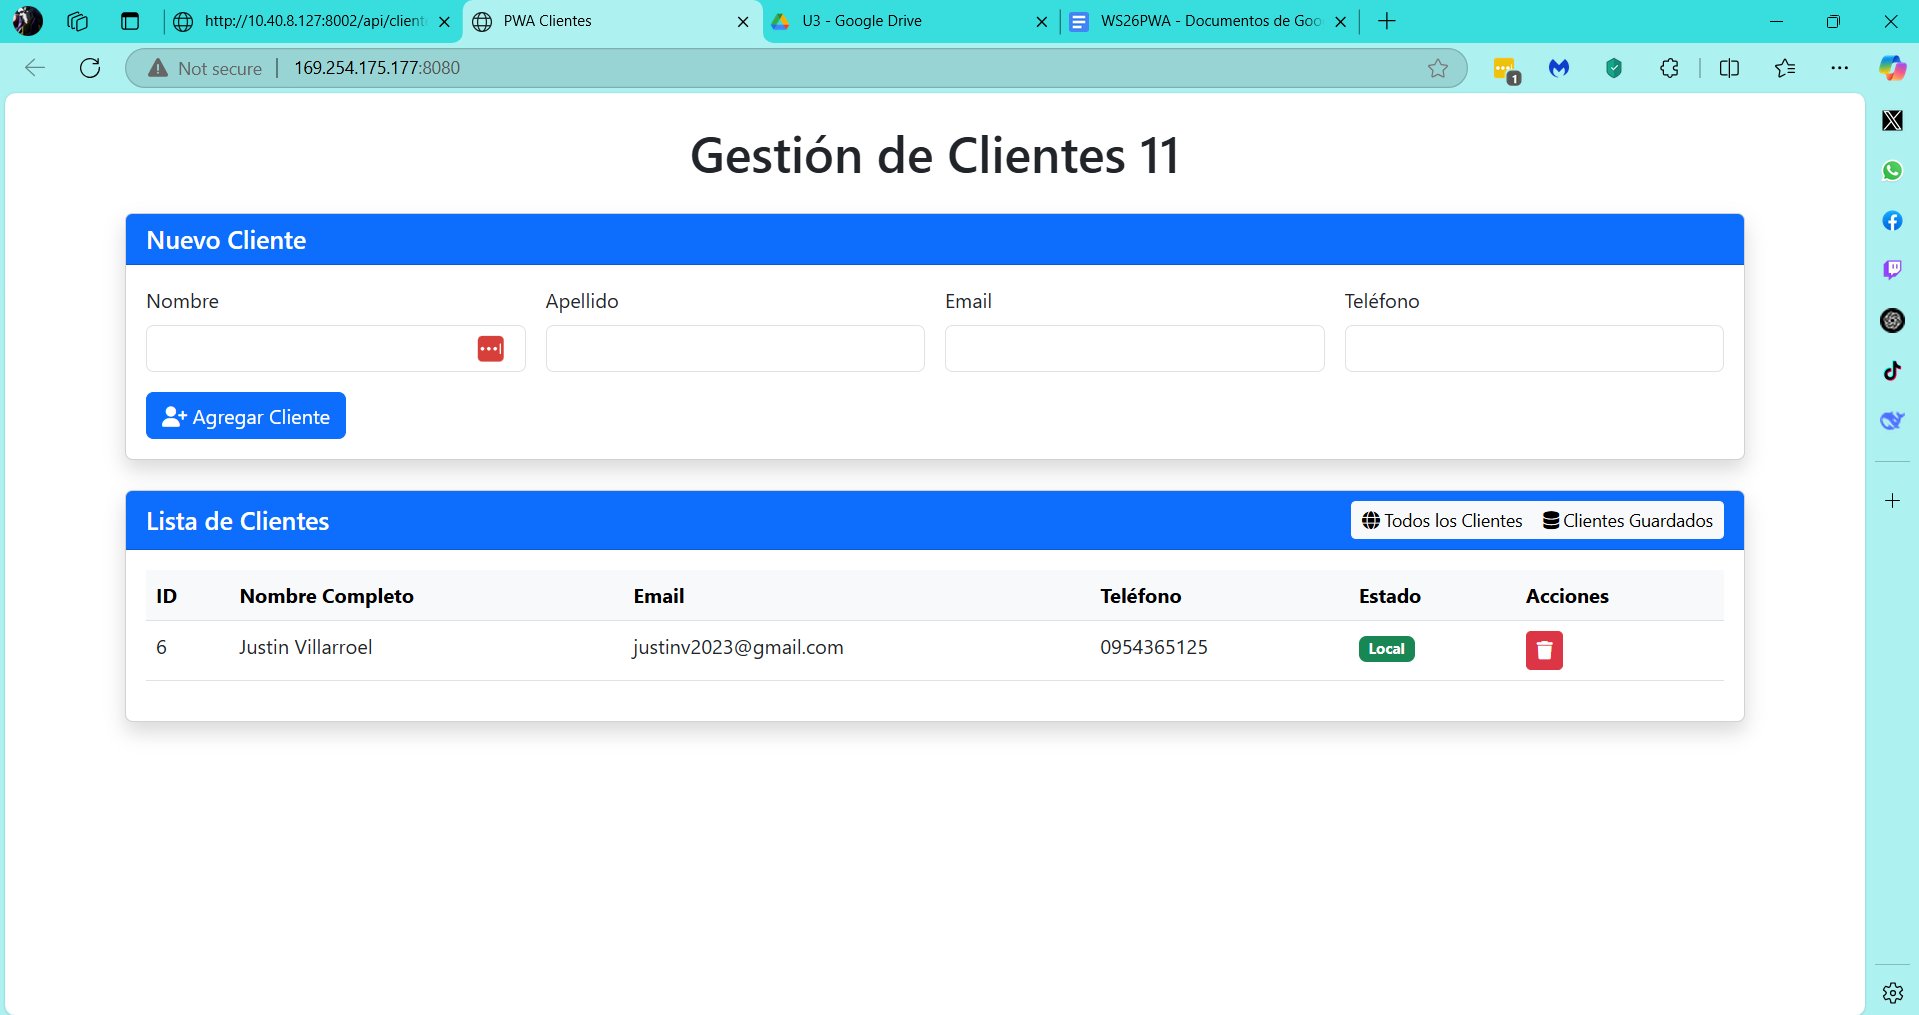 http://10.40.8.127:8002/api/client
PWA Clientes
U3 - Google Drive
WS26PWA - Documentos de Goo
Not secure
169.254.175.177:8080
1
Gestión de Clientes 11
Nuevo Cliente
Nombre
Apellido
Email
Teléfono
Agregar Cliente
Lista de Clientes
Todos los Clientes
Clientes Guardados
ID Nombre Completo Email Teléfono Estado Acciones
6 Justin Villarroel justinv2023@gmail.com 0954365125 Local